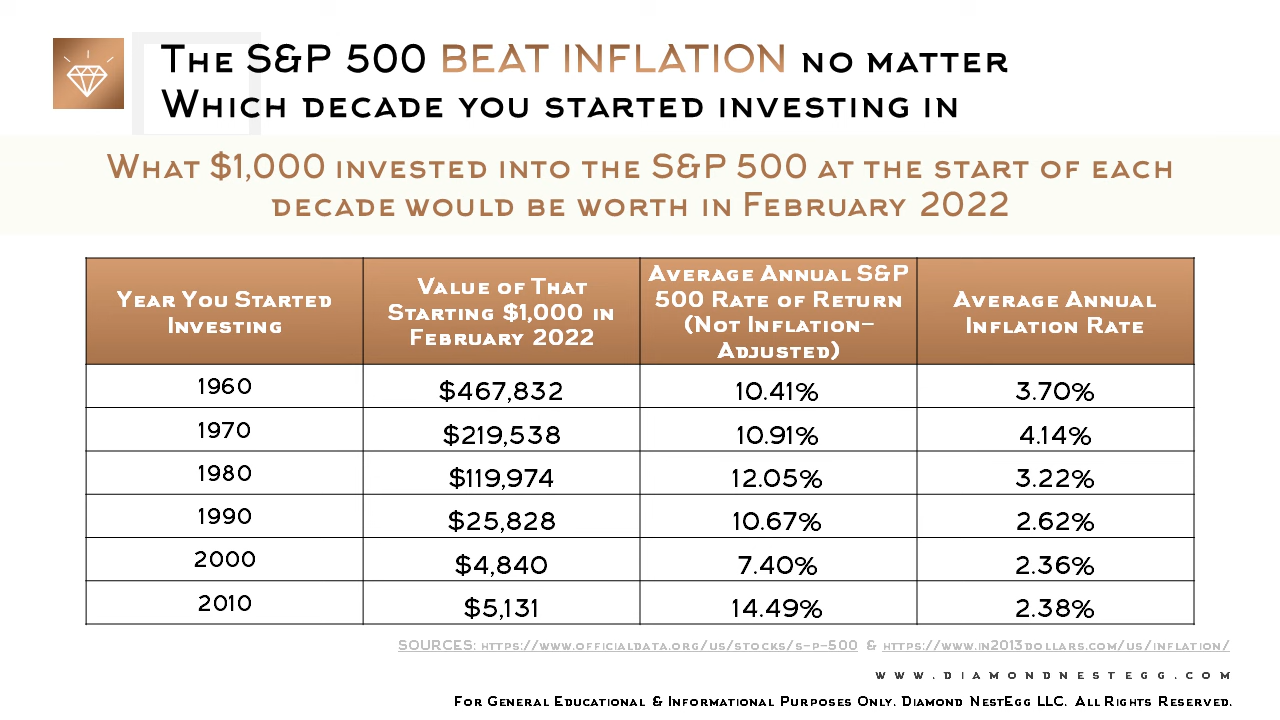 The S&P 500 BEAT INFLATION no matter
Which decade you started investing in
What $1,000 invested into the S&P 500 at the start of each
decade would be worth in February 2022
Year You Started
Investing
Value of That
Starting $1,000 in
February 2022
Average Annual S&P
500 Rate of Return
(Not Inflation-
Adjusted)
Average Annual
Inflation Rate
1960 $467,832 10.41% 3.70%
1970 $219,538 10.91% 4.14%
1980 $119,974 12.05% 3.22%
1990 $25,828 10.67% 2.62%
2000 $4,840 7.40% 2.36%
2010 $5,131 14.49% 2.38%
SOURCES: https://www.officialdata.org/us/stocks/s-p-500 & https://www.in2013dollars.com/us/inflation/
WWW.DIAMONDNESTEGG.COM
For General Educational & Informational Purposes Only. Diamond NestEgg LLC. All Rights Reserved.